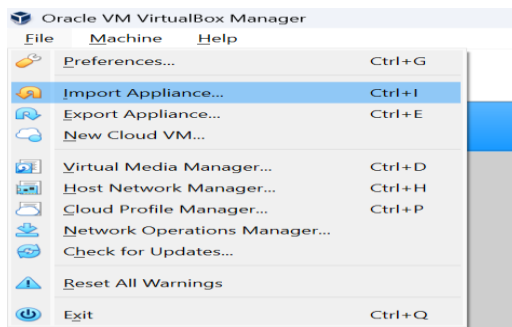 Oracle VM VirtualBox Manager
File Machine Help
Preferences... Ctrl+G
Import Appliance... Ctrl+I
Export Appliance... Ctrl+E
New Cloud VM...
Virtual Media Manager... Ctrl+D
Host Network Manager... Ctrl+H
Cloud Profile Manager... Ctrl+P
Network Operations Manager...
Check for Updates...
Reset All Warnings
Exit Ctrl+Q